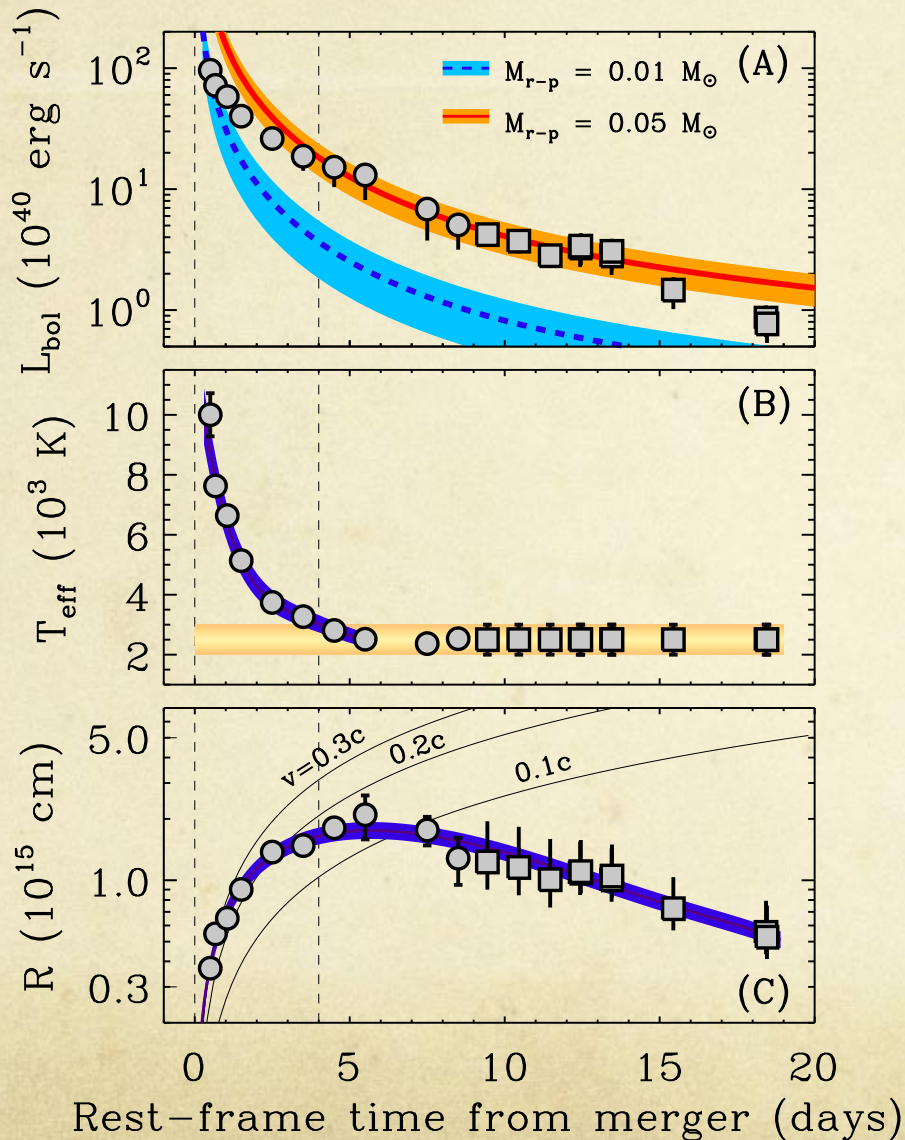 L_bol (10^40 erg s^−1)
10^2
10^1
10^0
M_r−p = 0.01 M_⊙
M_r−p = 0.05 M_⊙
(A)
T_eff (10^3 K)
10
8
6
4
2
(B)
R (10^15 cm)
5.0
1.0
0.3
v=0.3c
0.2c
0.1c
(C)
0 5 10 15 20
Rest−frame time from merger (days)